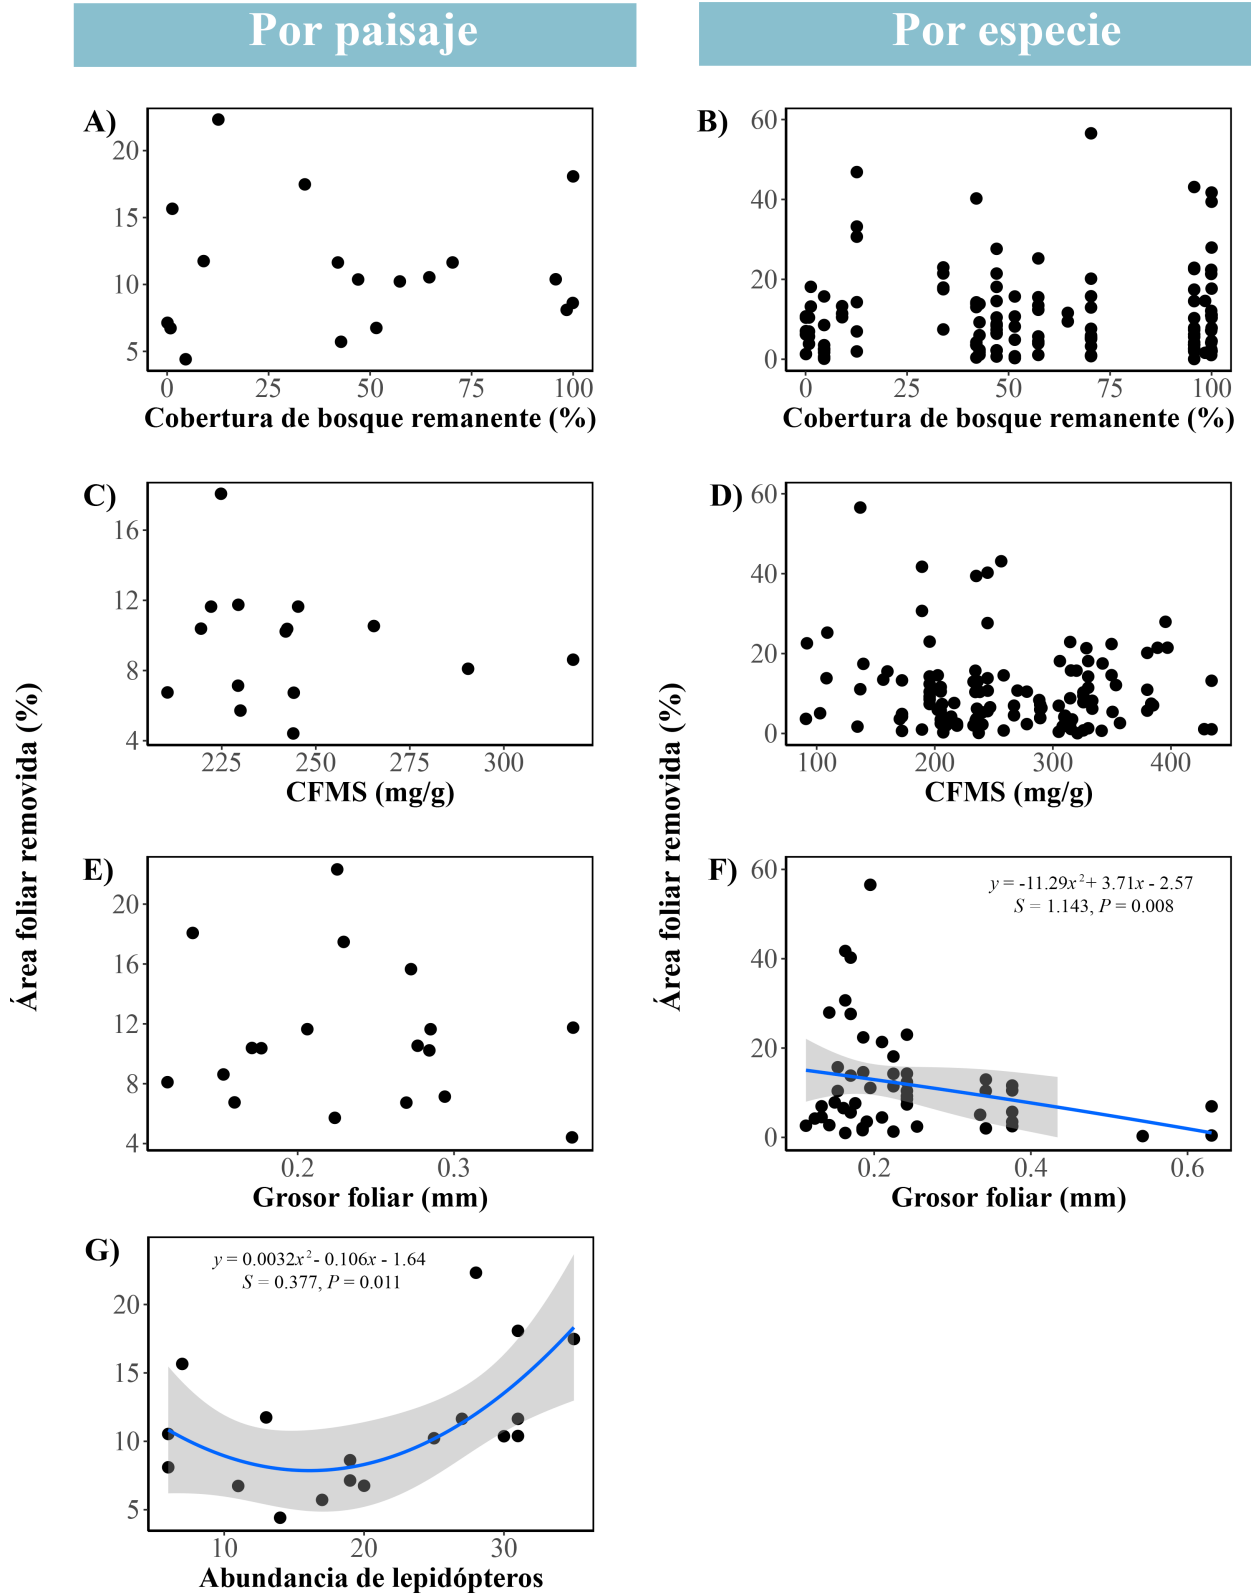 Por paisaje
Por especie
A)
20
15
10
5
0
25
50
75
100
Cobertura de bosque remanente (%)
B)
60
40
20
0
0
25
50
75
100
Cobertura de bosque remanente (%)
C)
16
12
8
4
225
250
275
300
CFMS (mg/g)
D)
60
40
20
0
100
200
300
400
CFMS (mg/g)
Área foliar removida (%)
Área foliar removida (%)
E)
20
16
12
8
4
0.2
0.3
Grosor foliar (mm)
F)
y = -11.29x²+ 3.71x - 2.57
S = 1.143, P = 0.008
60
40
20
0
0.2
0.4
0.6
Grosor foliar (mm)
G)
y = 0.0032x² - 0.106x - 1.64
S = 0.377, P = 0.011
20
15
10
5
10
20
30
Abundancia de lepidópteros